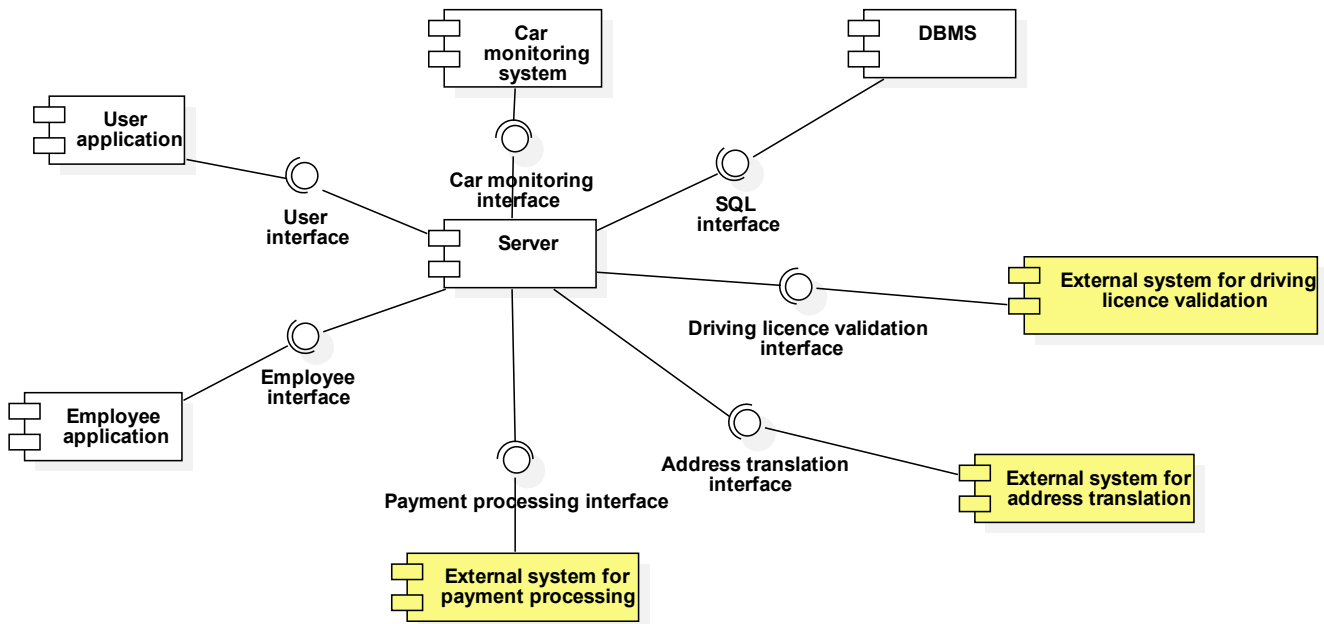 Car
monitoring
system
DBMS
User
application
Car monitoring
interface
User
interface
SQL
interface
Server
External system for driving
licence validation
Driving licence validation
interface
Employee
interface
Employee
application
Address translation
interface
External system for
address translation
Payment processing interface
External system for
payment processing